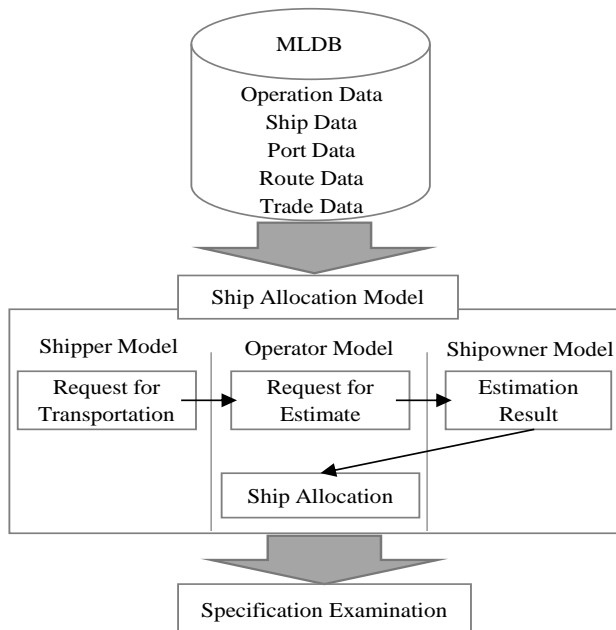 MLDB
Operation Data
Ship Data
Port Data
Route Data
Trade Data
Ship Allocation Model
Shipper Model
Operator Model
Shipowner Model
Request for
Transportation
Request for
Estimate
Estimation
Result
Ship Allocation
Specification Examination